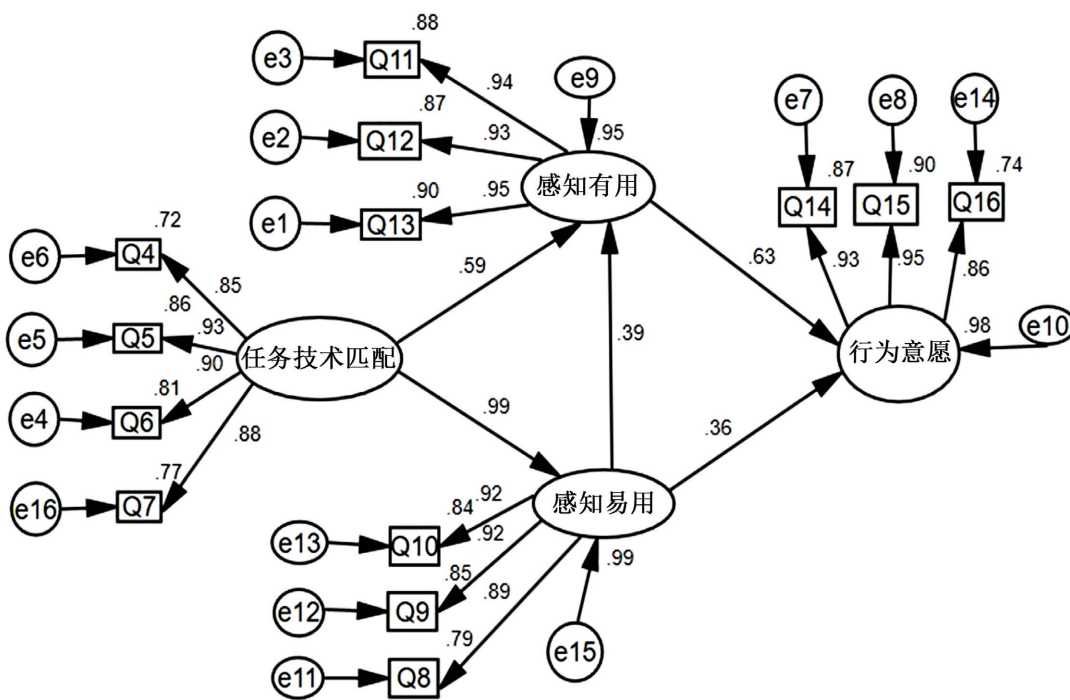 .88
e3
Q11
.94
e9
.87
e2
Q12
.93
.95
感知有用
.90
.95
e1
Q13
e7
e8
e14
.87
.90
.74
Q14
Q15
Q16
.72
e6
Q4
.85
.59
.63
.93
.95
.86
.86
e5
Q5
.93
.90
任务技术匹配
.39
行为意愿
.98
e10
.81
e4
Q6
.88
.99
.36
.77
e16
Q7
感知易用
.92
.84
e13
Q10
.92
.99
.85
.89
e12
Q9
.79
e15
e11
Q8